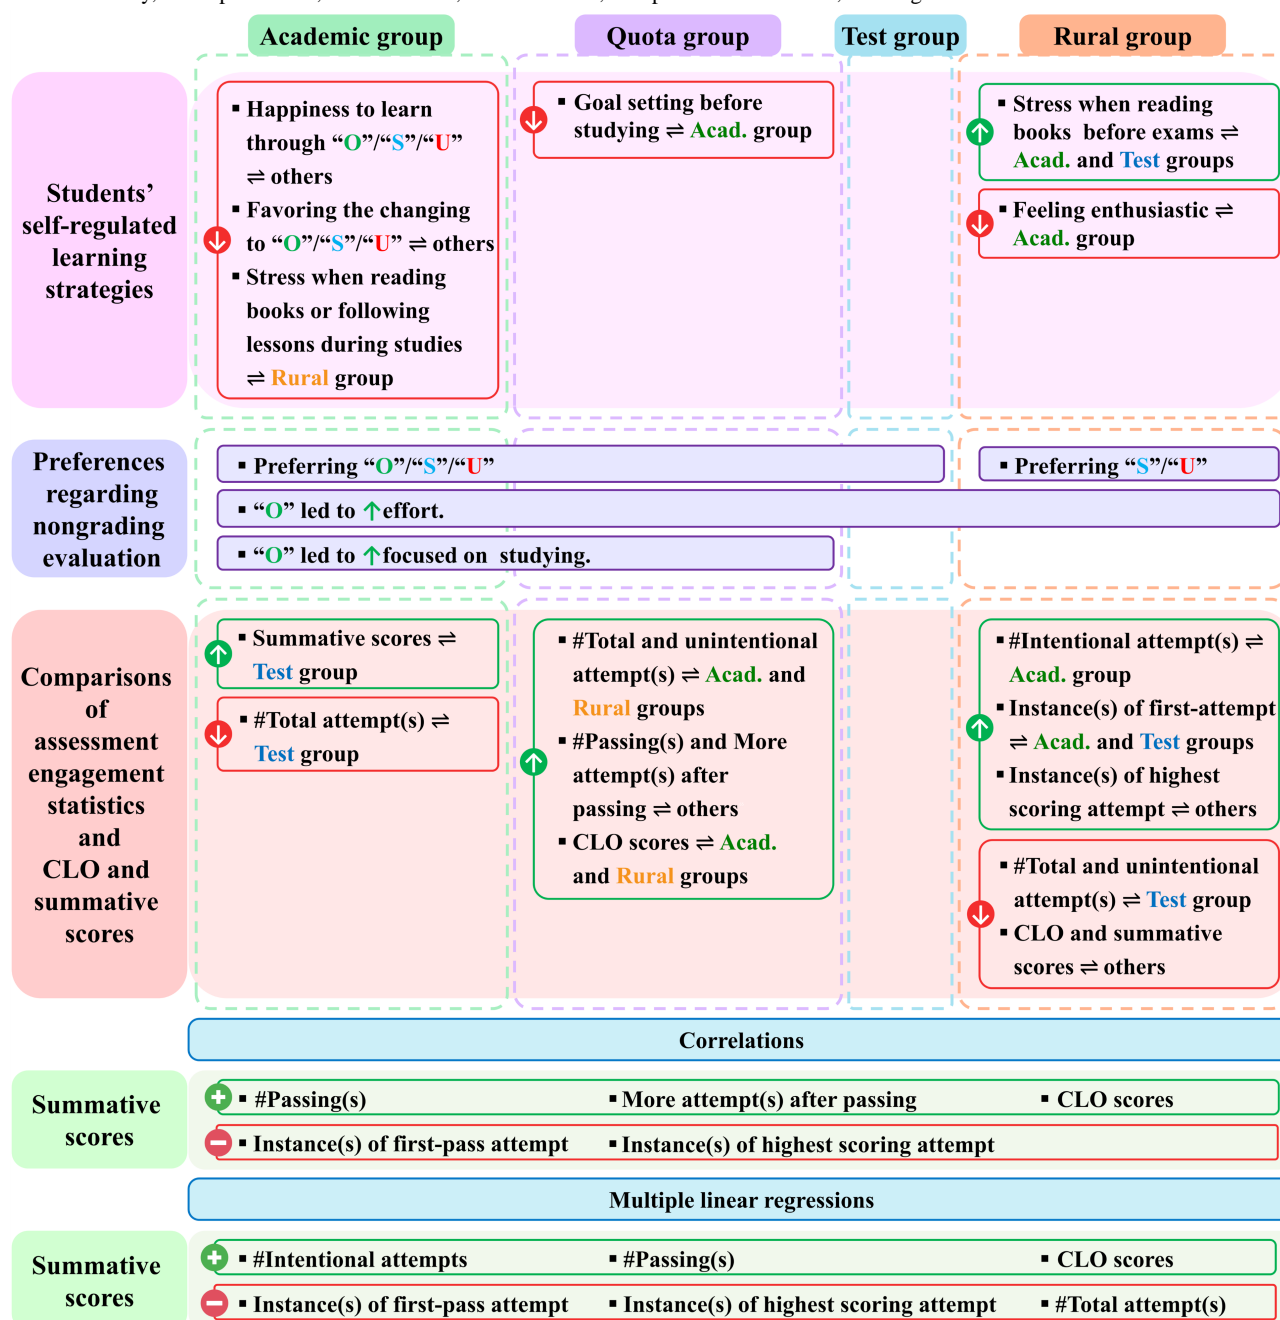 Academic group
Quota group
Test group
Rural group
Students’
self-regulated
learning
strategies
▪ Happiness to learn
through “O”/“S”/“U”
⇌ others
▪ Favoring the changing
to “O”/“S”/“U” ⇌ others
▪ Stress when reading
books or following
lessons during studies
⇌ Rural group
▪ Goal setting before
studying ⇌ Acad. group
▪ Stress when reading
books before exams ⇌
Acad. and Test groups
▪ Feeling enthusiastic ⇌
Acad. group
Preferences
regarding
nongrading
evaluation
▪ Preferring “O”/“S”/“U”
▪ Preferring “S”/“U”
▪ “O” led to ↑effort.
▪ “O” led to ↑focused on studying.
Comparisons
of
assessment
engagement
statistics
and
CLO and
summative
scores
▪ Summative scores ⇌
Test group
▪ #Total attempt(s) ⇌
Test group
▪ #Total and unintentional
attempt(s) ⇌ Acad. and
Rural groups
▪ #Passing(s) and More
attempt(s) after
passing ⇌ others
▪ CLO scores ⇌ Acad.
and Rural groups
▪ #Intentional attempt(s) ⇌
Acad. group
▪ Instance(s) of first-attempt
⇌ Acad. and Test groups
▪ Instance(s) of highest
scoring attempt ⇌ others
▪ #Total and unintentional
attempt(s) ⇌ Test group
▪ CLO and summative
scores ⇌ others
Correlations
Summative
scores
▪ #Passing(s)
▪ More attempt(s) after passing
▪ CLO scores
▪ Instance(s) of first-pass attempt
▪ Instance(s) of highest scoring attempt
Multiple linear regressions
Summative
scores
▪ #Intentional attempts
▪ #Passing(s)
▪ CLO scores
▪ Instance(s) of first-pass attempt
▪ Instance(s) of highest scoring attempt
▪ #Total attempt(s)